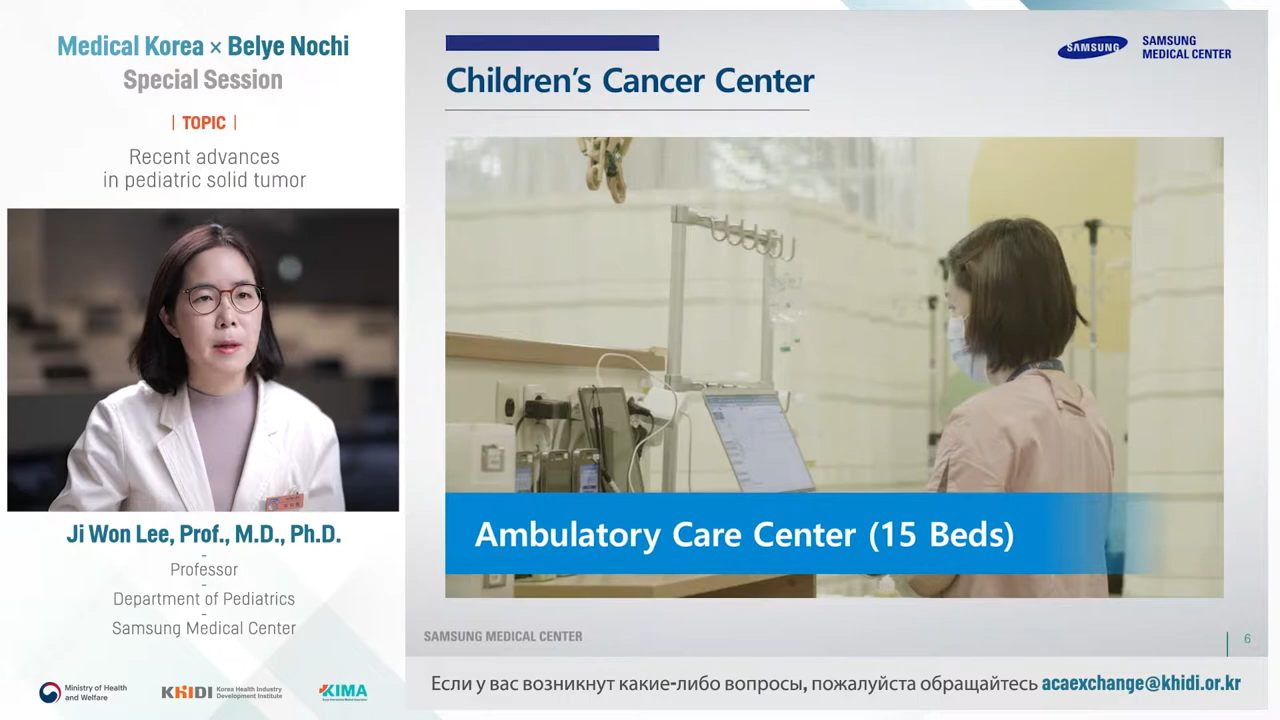 Medical Korea × Belye Nochi
Special Session
| TOPIC |
Recent advances
in pediatric solid tumor
Ji Won Lee, Prof., M.D., Ph.D.
-
Professor
-
Department of Pediatrics
-
Samsung Medical Center
Ministry of Health
and Welfare
KHIDI
Korea Health Industry
Development Institute
KIMA
Children's Cancer Center
SAMSUNG
SAMSUNG
MEDICAL CENTER
Ambulatory Care Center (15 Beds)
SAMSUNG MEDICAL CENTER
6
Если у вас возникнут какие-либо вопросы, пожалуйста обращайтесь acaexchange@khidi.or.kr